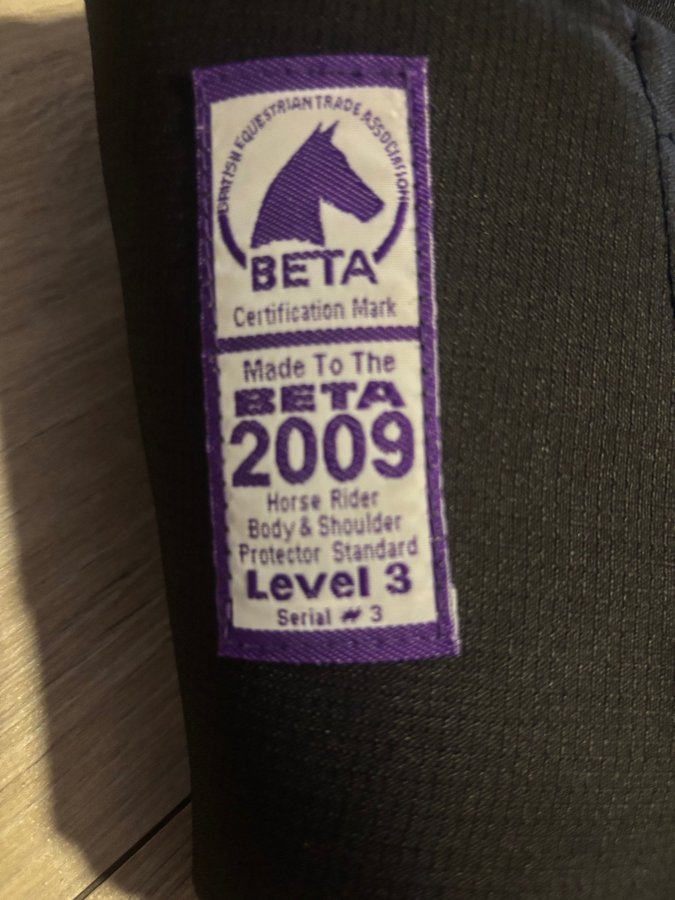 BRITISH EQUESTRIAN TRADE ASSOCIATION
BETA
Certification Mark
Made To The
BETA
2009
Horse Rider
Body & Shoulder
Protector Standard
Level 3
Serial # 3